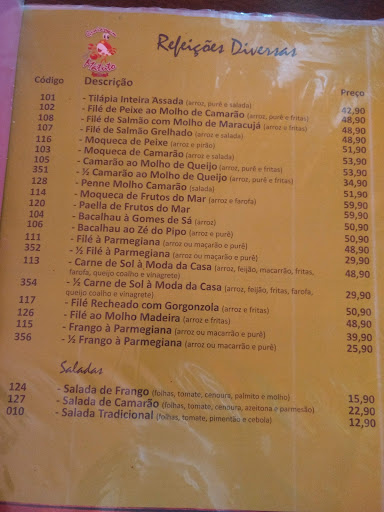 Matuto
Refeições Diversas
Código Descrição Preço
101 - Tilápia Inteira Assada (arroz, purê e salada) 42,90
102 - Filé de Peixe ao Molho de Camarão (arroz, purê e fritas) 48,90
108 - Filé de Salmão com Molho de Maracujá (arroz e fritas) 48,90
107 - Filé de Salmão Grelhado (arroz e salada) 48,90
116 - Moqueca de Peixe (arroz e pirão) 51,90
103 - Moqueca de Camarão (arroz e salada) 53,90
105 - Camarão ao Molho de Queijo (arroz, purê e fritas) 53,90
351 - ½ Camarão ao Molho de Queijo (arroz, purê e fritas) 34,90
128 - Penne Molho Camarão (salada) 51,90
114 - Moqueca de Frutos do Mar (arroz e farofa) 59,90
120 - Paella de Frutos do Mar 59,90
104 - Bacalhau à Gomes de Sá (arroz) 50,90
106 - Bacalhau ao Zé do Pipo (arroz e purê) 50,90
111 - Filé à Parmegiana (arroz ou macarão e purê) 48,90
352 - ½ Filé à Parmegiana (arroz ou macarrão e purê) 29,90
113 - Carne de Sol à Moda da Casa (arroz, feijão, macarrão, fritas, farofa, queijo coalho e vinagrete) 48,90
354 - ½ Carne de Sol à Moda da Casa (arroz, feijão, fritas, farofa, queijo coalho e vinagrete) 29,90
117 - Filé Recheado com Gorgonzola (arroz e fritas) 50,90
126 - Filé ao Molho Madeira (arroz e fritas) 48,90
115 - Frango à Parmegiana (arroz ou macarrão e purê) 39,90
356 - ½ Frango à Parmegiana (arroz ou macarrão e purê) 25,90
Saladas
124 - Salada de Frango (folhas, tomate, cenoura, palmito e molho) 15,90
127 - Salada de Camarão (folhas, tomate, cenoura, azeitona e parmesão) 22,90
010 - Salada Tradicional (folhas, tomate, pimentão e cebola) 12,90